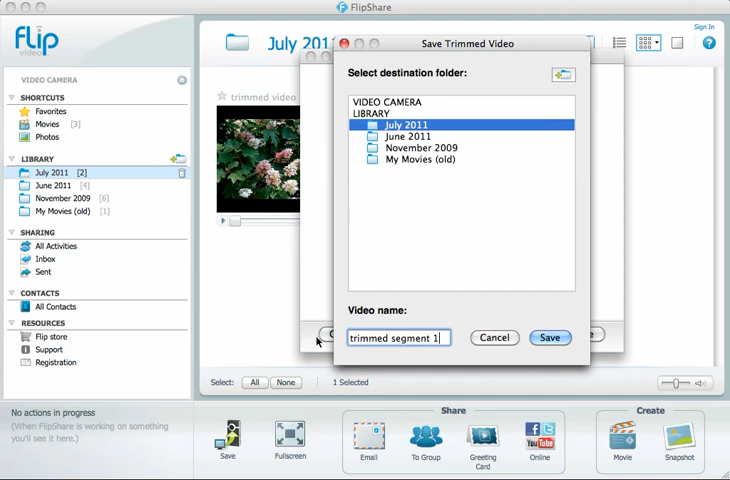 FlipShare
flip
video
July 201
Sign In
VIDEO CAMERA
SHORTCUTS
Favorites
Movies [3]
Photos
LIBRARY
July 2011 [2]
June 2011 [4]
November 2009 [6]
My Movies (old) [1]
SHARING
All Activities
Inbox
Sent
CONTACTS
All Contacts
RESOURCES
Flip store
Support
Registration
trimmed video
Save Trimmed Video
Select destination folder:
VIDEO CAMERA
LIBRARY
July 2011
June 2011
November 2009
My Movies (old)
Video name:
trimmed segment 1
Cancel
Save
Select:
All
None
1 Selected
No actions in progress
(When FlipShare is working on something
you'll see it here.)
Save
Fullscreen
Share
Email
To Group
Greeting
Card
You Tube
Online
Create
Movie
Snapshot